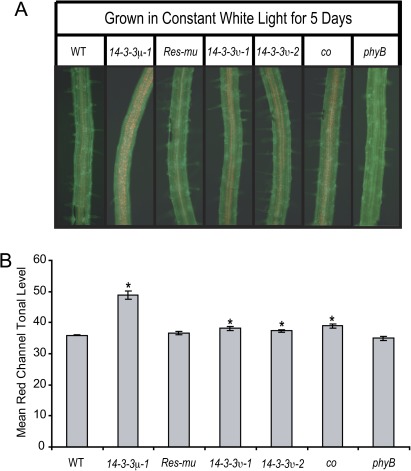 A
Grown in Constant White Light for 5 Days
WT 14-3-3μ-1 Res-mu 14-3-3υ-1 14-3-3υ-2 co phyB
B
Mean Red Channel Tonal Level
60
50
40
30
20
10
0
* * * *
WT 14-3-3μ-1 Res-mu 14-3-3υ-1 14-3-3υ-2 co phyB